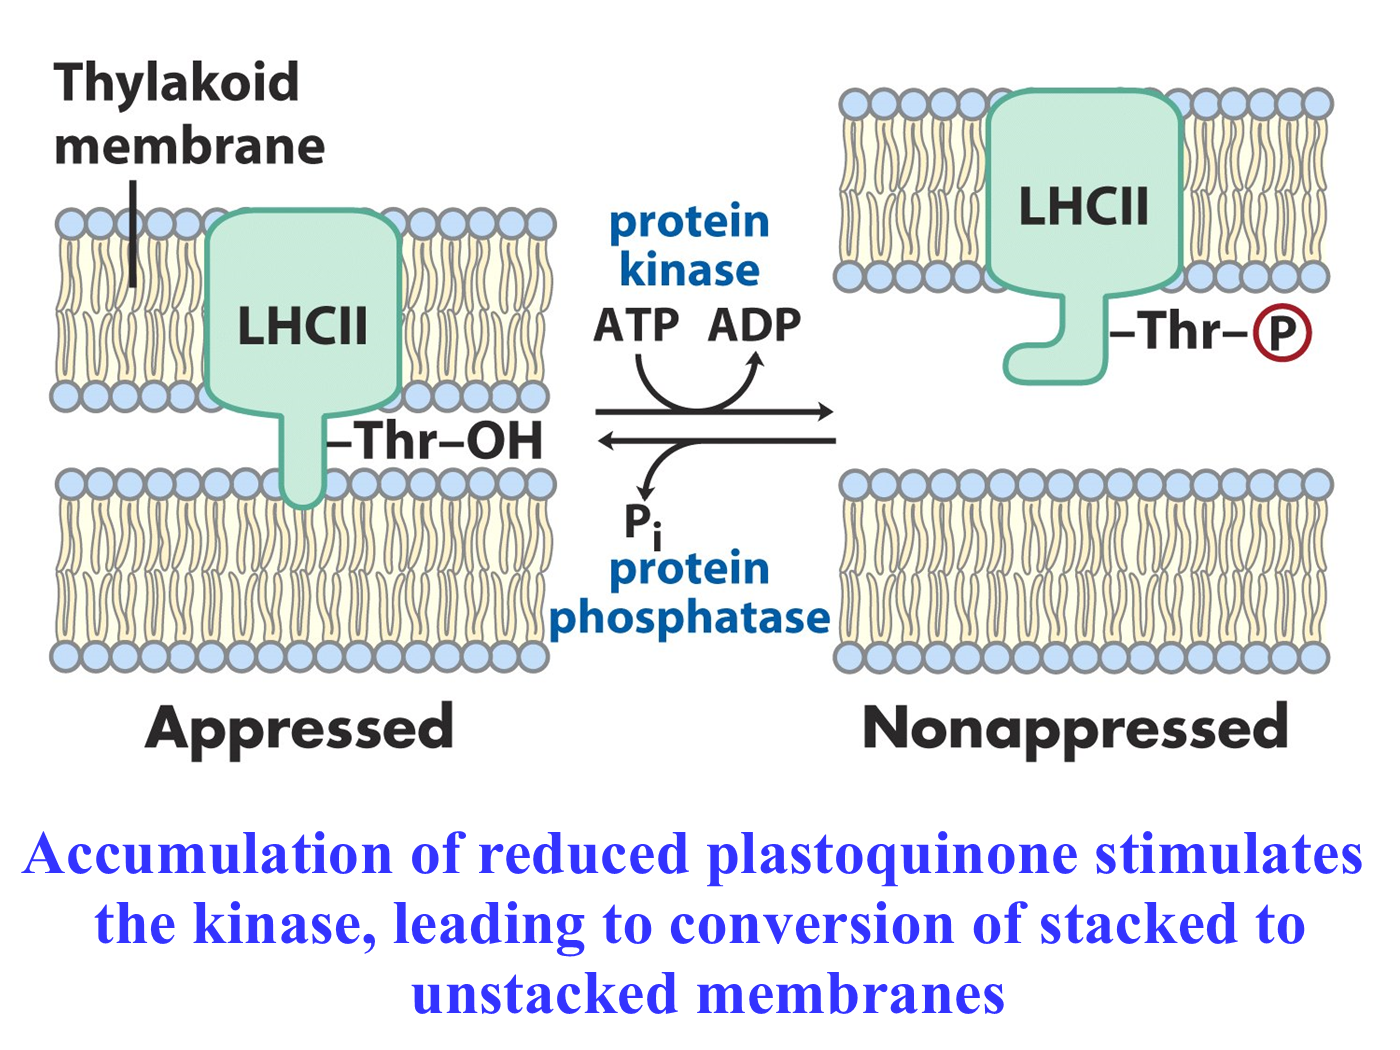 Thylakoid
membrane
LHCII
–Thr–OH
Appressed
protein
kinase
ATP ADP
Pi
protein
phosphatase
LHCII
–Thr–P
Nonappressed
Accumulation of reduced plastoquinone stimulates
the kinase, leading to conversion of stacked to
unstacked membranes